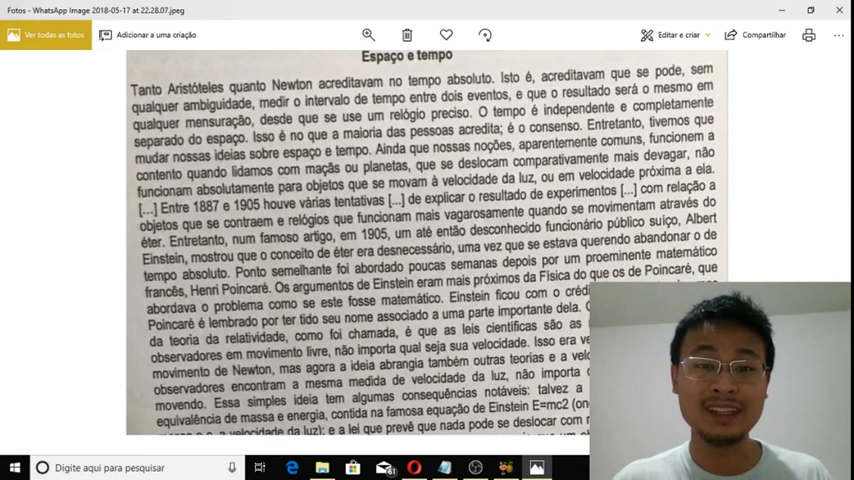 Fotos - WhatsApp Image 2018-05-17 at 22.28.07.jpeg
Ver todas as fotos
Adicionar a uma criação
Editar e criar
Compartilhar
Espaço e tempo
Tanto Aristóteles quanto Newton acreditavam no tempo absoluto. Isto é, acreditavam que se pode, sem
qualquer ambiguidade, medir o intervalo de tempo entre dois eventos, e que o resultado será o mesmo em
qualquer mensuração, desde que se use um relógio preciso. O tempo é independente e completamente
separado do espaço. Isso é no que a maioria das pessoas acredita; é o consenso. Entretanto, tivemos que
mudar nossas ideias sobre espaço e tempo. Ainda que nossas noções, aparentemente comuns, funcionem a
contento quando lidamos com maçãs ou planetas, que se deslocam comparativamente mais devagar, não
funcionam absolutamente para objetos que se movam à velocidade da luz, ou em velocidade próxima a ela.
[...] Entre 1887 e 1905 houve várias tentativas [...] de explicar o resultado de experimentos [...] com relação a
objetos que se contraem e relógios que funcionam mais vagarosamente quando se movimentam através do
éter. Entretanto, num famoso artigo, em 1905, um até então desconhecido funcionário público suíço, Albert
Einstein, mostrou que o conceito de éter era desnecessário, uma vez que se estava querendo abandonar o de
tempo absoluto. Ponto semelhante foi abordado poucas semanas depois por um proeminente matemático
francês, Henri Poincaré. Os argumentos de Einstein eram mais próximos da Física do que os de Poincaré, que
abordava o problema como se este fosse matemático. Einstein ficou com o
Poincaré é lembrado por ter tido seu nome associado a uma parte importante dela.
da teoria da relatividade, como foi chamada, é que as leis científicas são as
observadores em movimento livre, não importa qual seja sua velocidade. Isso era
movimento de Newton, mas agora a ideia abrangia também outras teorias e a
observadores encontram a mesma medida de velocidade da luz, não importa
movendo. Essa simples ideia tem algumas consequências notáveis: talvez a
equivalência de massa e energia, contida na famosa equação de Einstein E=mc2
a velocidade da luz); e a lei que prevê que nada pode se deslocar com
Digite aqui para pesquisar
61